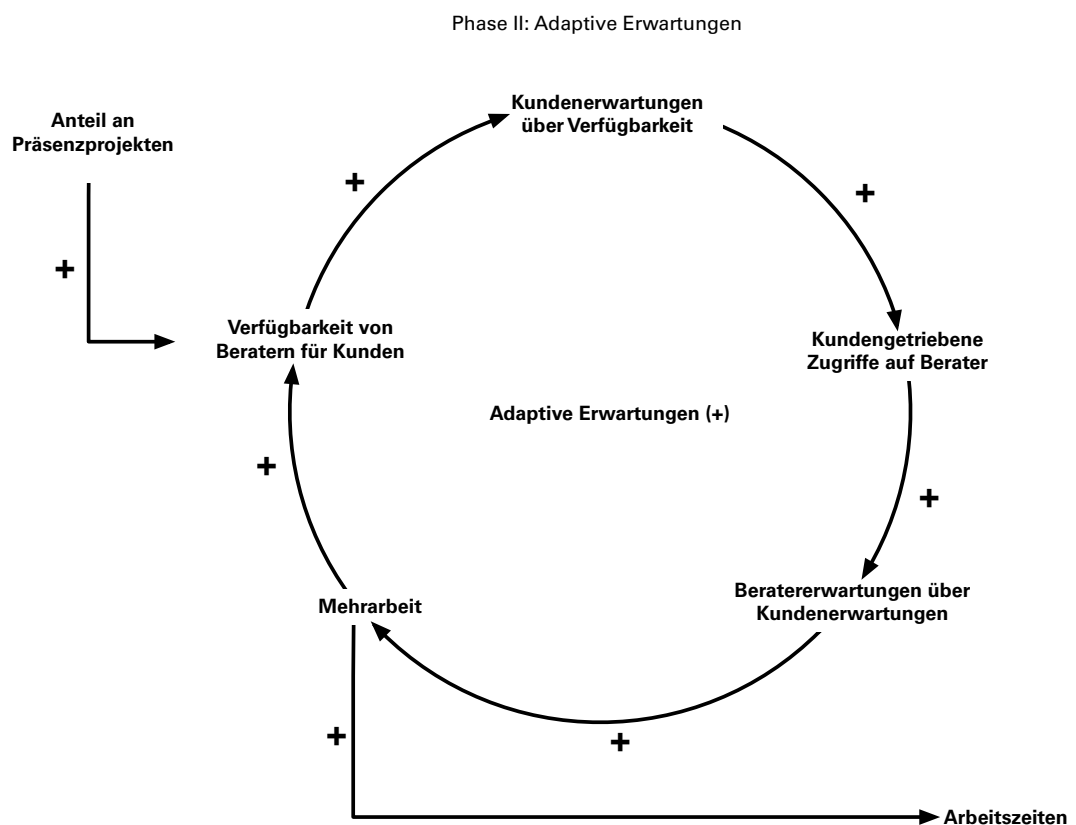 Phase II: Adaptive Erwartungen
Kundenerwartungen
über Verfügbarkeit
Anteil an
Präsenzprojekten
+
+
+
Verfügbarkeit von
Beratern für Kunden
Kundengetriebene
Zugriffe auf Berater
Adaptive Erwartungen (+)
+
+
Beratererwartungen über
Kundenerwartungen
Mehrarbeit
+
+
Arbeitszeiten